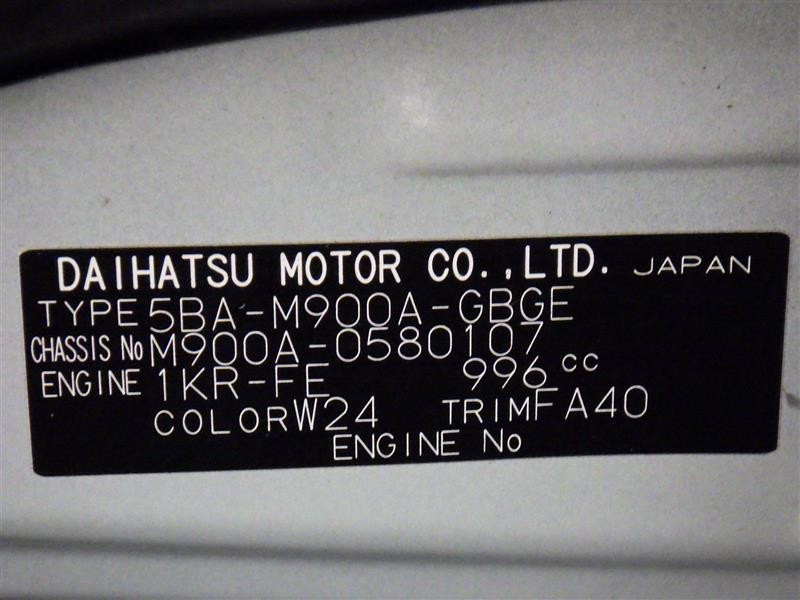 DAIHATSU MOTOR CO.,LTD. JAPAN
TYPE 5BA-M900A-GBGE
CHASSIS No M900A-0580107
ENGINE 1KR-FE 996 cc
COLOR W24 TRIM FA40
ENGINE No